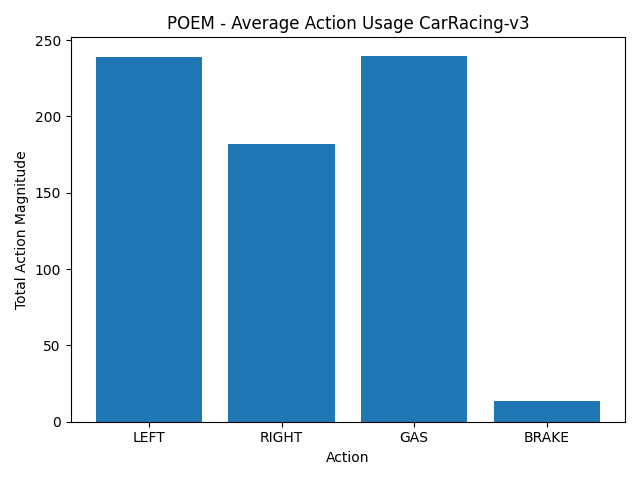 POEM - Average Action Usage CarRacing-v3
Total Action Magnitude
250
200
150
100
50
0
LEFT RIGHT GAS BRAKE
Action